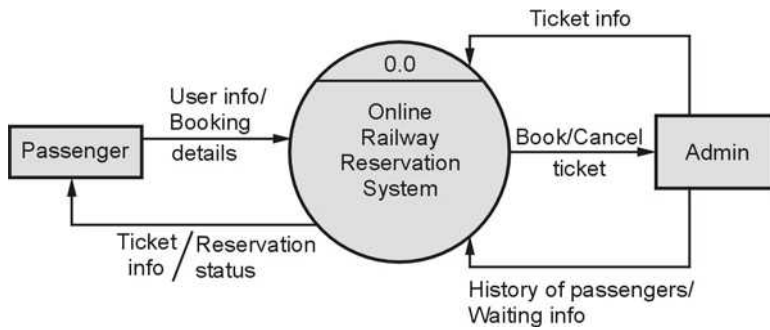 Ticket info
0.0
User info/
Booking
details
Passenger
Online
Railway
Reservation
System
Book/Cancel
ticket
Admin
Ticket / Reservation
info status
History of passengers/
Waiting info